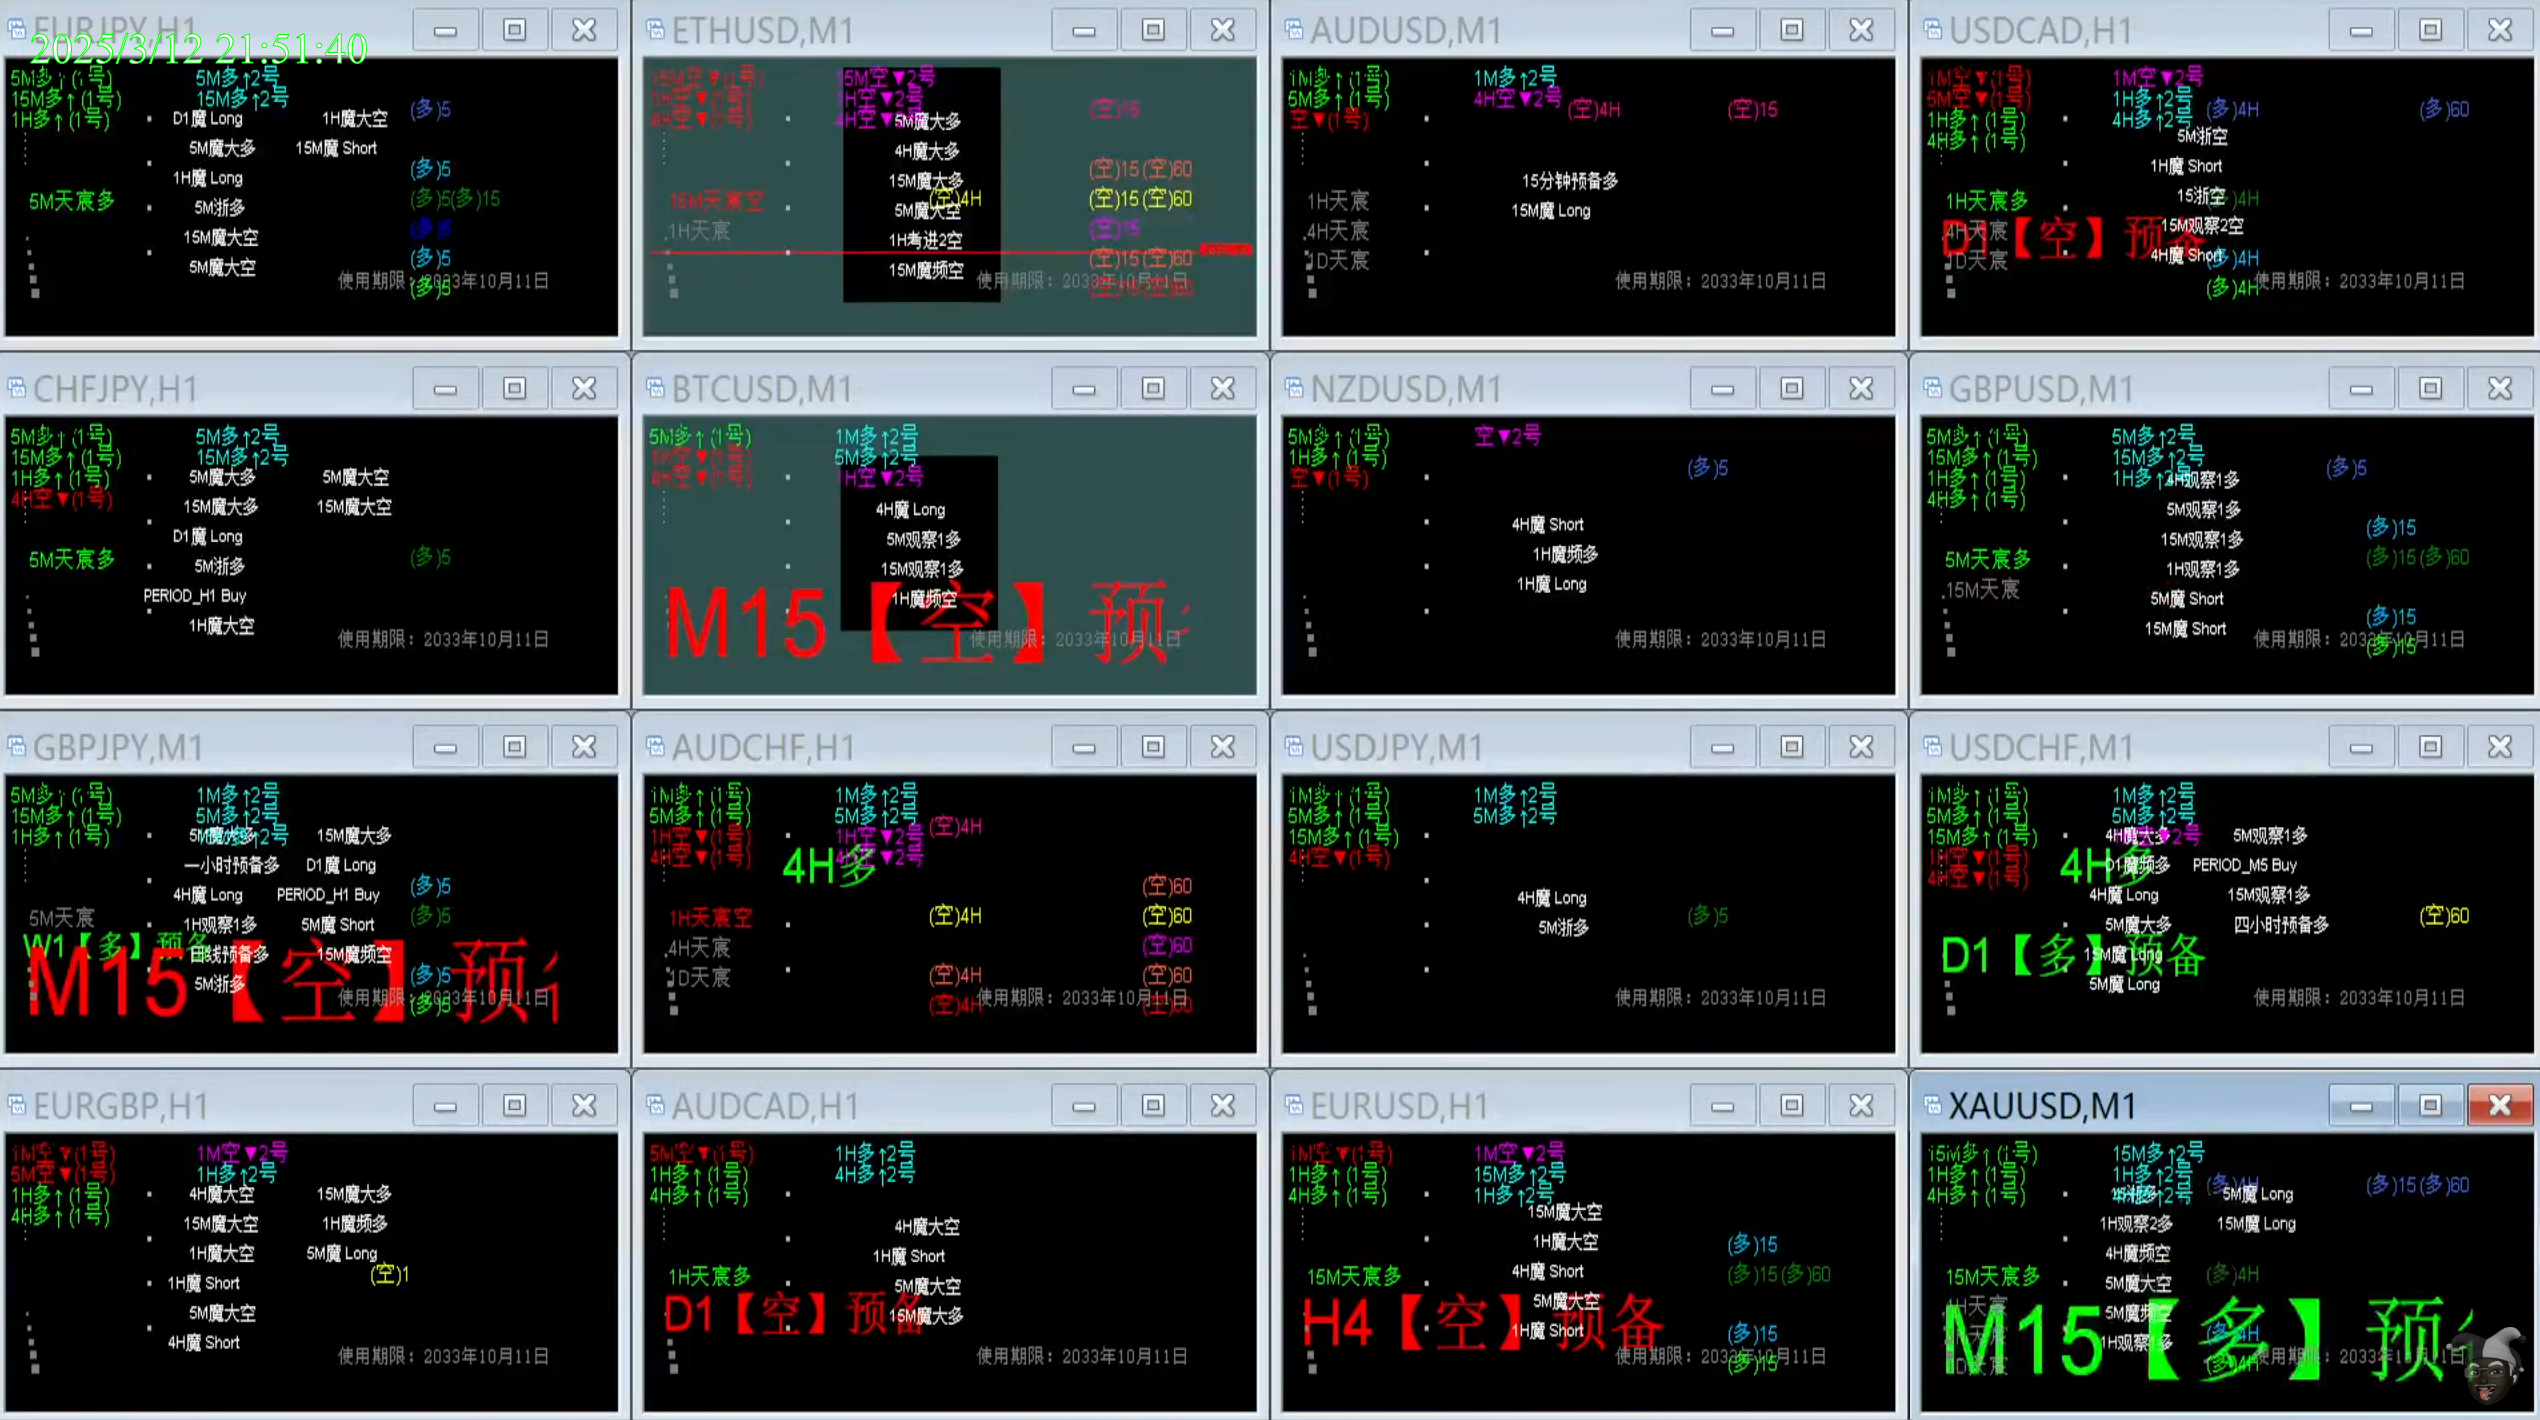 EURJPY,H1
2025/3/12 21:51:40
5M多↑(1号) 5M多↑2号
15M多↑(1号) 15M多↑2号
1H多↑(1号) D1魔 Long 1H魔大空 (多)5
5M魔大多 15M魔 Short
1H魔 Long (多)5
5M天宸多 5M浙多 (多)5(多)15
15M魔大空 (多)5
5M魔大空 (多)5
使用期限：2033年10月11日
(多)5
ETHUSD,M1
15M空▼(1号) 15M空▼2号
1H空▼(1号) 1H空▼2号 (空)15
4H空▼(1号) 4H空▼2号 5M魔大多
4H魔大多
15M魔大多 (空)15(空)60
15M天宸空 (空)4H (空)15(空)60
5M魔大空
1H天宸 1H考进2空 (空)15
15M魔频空 (空)15(空)60
使用期限：2033年10月11日
AUDUSD,M1
1M多↑(1号) 1M多↑2号
5M多↑(1号) 4H空▼2号 (空)4H (空)15
空▼(1号)
1H天宸 15分钟预备多
4H天宸 15M魔 Long
1D天宸
使用期限：2033年10月11日
USDCAD,H1
1M空▼(1号) 1M空▼2号
5M空▼(1号) 1H多↑2号 (多)4H (多)60
1H多↑(1号) 4H多↑2号
4H多↑(1号) 5M浙空
1H魔 Short
1H天宸多 15浙空 (多)4H
4H天宸 15M观察2空
D1【空】预备
1D天宸 4H魔 Short (多)4H
使用期限：2033年10月11日
(多)4H
CHFJPY,H1
5M多↑(1号) 5M多↑2号
15M多↑(1号) 15M多↑2号
1H多↑(1号) 5M魔大多 5M魔大空
4H空▼(1号) 15M魔大多 15M魔大空
D1魔 Long
5M天宸多 5M浙多 (多)5
PERIOD_H1 Buy
1H魔大空
使用期限：2033年10月11日
BTCUSD,M1
5M多↑(1号) 1M多↑2号
1H空▼(1号) 5M多↑2号
4H空▼(1号) 1H空▼2号
4H魔 Long
5M观察1多
15M观察1多
1H魔频空
M15【空】预
使用期限：2033年10月11日
NZDUSD,M1
5M多↑(1号) 空▼2号
1H多↑(1号) (多)5
空▼(1号)
4H魔 Short
1H魔频多
1H魔 Long
使用期限：2033年10月11日
GBPUSD,M1
5M多↑(1号) 5M多↑2号
15M多↑(1号) 15M多↑2号 (多)5
1H多↑(1号) 1H多↑2号 4H观察1多
4H多↑(1号) 5M观察1多
15M观察1多 (多)15
5M天宸多 1H观察1多 (多)15(多)60
15M天宸 5M魔 Short
15M魔 Short (多)15
使用期限：2033年10月11日
(多)15
GBPJPY,M1
5M多↑(1号) 1M多↑2号
15M多↑(1号) 5M多↑2号
1H多↑(1号) 5M魔大多 15M魔大多
一小时预备多 D1魔 Long
4H魔 Long PERIOD_H1 Buy (多)5
5M天宸 1H观察1多 5M魔 Short (多)5
W1【多】预备
日线预备多 15M魔频空
M15【空】预
5M浙多 (多)5
使用期限：2033年10月11日
(多)5
AUDCHF,H1
1M多↑(1号) 1M多↑2号
5M多↑(1号) 5M多↑2号
1H空▼(1号) 1H空▼2号 (空)4H
4H空▼(1号) 4H空▼2号
4H多
(空)60
1H天宸空 (空)4H (空)60
4H天宸 (空)60
1D天宸 (空)4H (空)60
使用期限：2033年10月11日
(空)4H (空)60
USDJPY,M1
1M多↑(1号) 1M多↑2号
5M多↑(1号) 5M多↑2号
15M多↑(1号)
4H空▼(1号)
4H魔 Long
5M浙多 (多)5
使用期限：2033年10月11日
USDCHF,M1
1M多↑(1号) 1M多↑2号
5M多↑(1号) 5M多↑2号
15M多↑(1号) 4H魔大多 5M观察1多
1H空▼(1号) D1魔频多 PERIOD_M5 Buy
4H空▼(1号) 4H多
4H魔 Long 15M观察1多
5M魔大多 四小时预备多 (空)60
D1【多】预备
15M魔 Long
5M魔 Long
使用期限：2033年10月11日
EURGBP,H1
1M空▼(1号) 1M空▼2号
5M空▼(1号) 1H多↑2号
1H多↑(1号) 4H魔大空 15M魔大多
4H多↑(1号) 15M魔大空 1H魔频多
1H魔大空 5M魔 Long
(空)1
1H魔 Short
5M魔大空
4H魔 Short
使用期限：2033年10月11日
AUDCAD,H1
5M空▼(1号) 1H多↑2号
1H多↑(1号) 4H多↑2号
4H多↑(1号)
4H魔大空
1H魔 Short
1H天宸多 5M魔大空
D1【空】预备
15M魔大多
使用期限：2033年10月11日
EURUSD,H1
1M空▼(1号) 1M空▼2号
1H多↑(1号) 15M多↑2号
4H多↑(1号) 1H多↑2号
15M魔大空
1H魔大空 (多)15
15M天宸多 4H魔 Short (多)15(多)60
5M魔大空
H4【空】预备
1H魔 Short (多)15
使用期限：2033年10月11日
(多)15
XAUUSD,M1
15M多↑(1号) 15M多↑2号
1H多↑(1号) 1H多↑2号 (多)4H (多)15(多)60
4H多↑(1号) 4H多↑2号 5M魔 Long
1H观察2多 15M魔 Long
4H魔频空
15M天宸多 5M魔大空 (多)4H
4H天宸 5M魔频空
M15【多】预
1H观察1多 (多)4H
1D天宸 (多)4H
使用期限：2033年10月11日